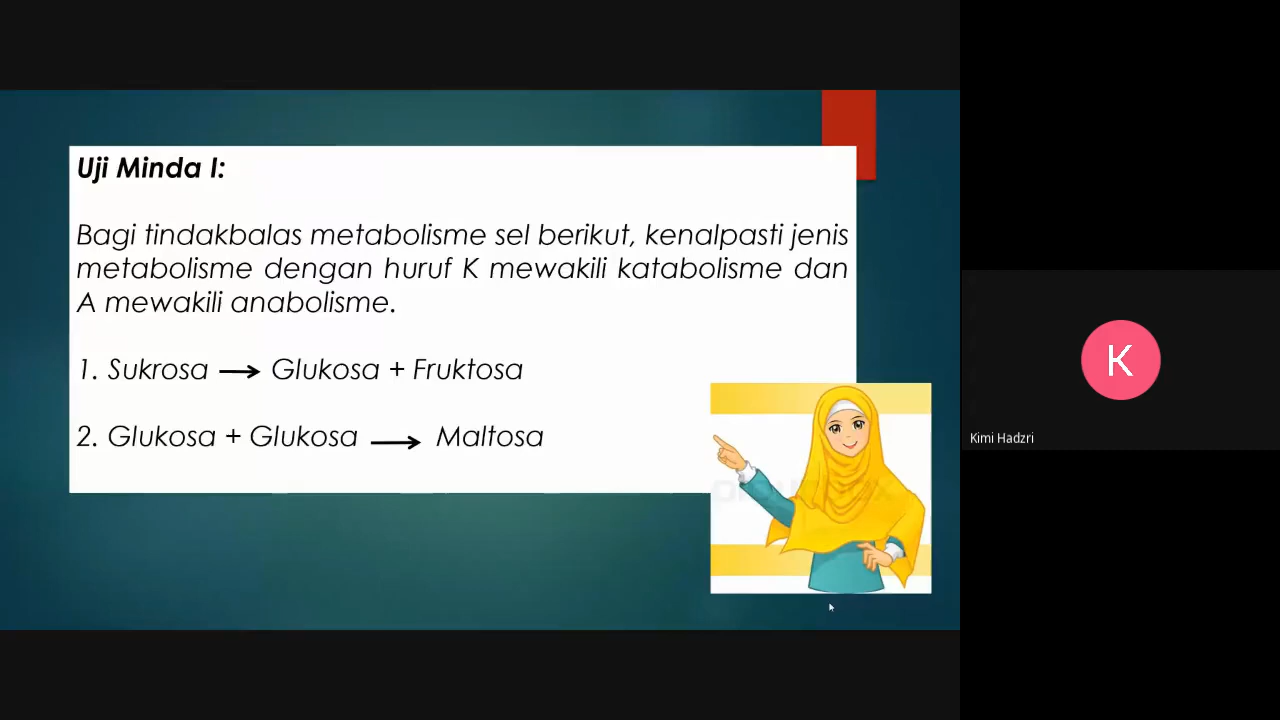 Uji Minda I:
Bagi tindakbalas metabolisme sel berikut, kenalpasti jenis
metabolisme dengan huruf K mewakili katabolisme dan
A mewakili anabolisme.
1. Sukrosa → Glukosa + Fruktosa
2. Glukosa + Glukosa → Maltosa
K
Kimi Hadzri